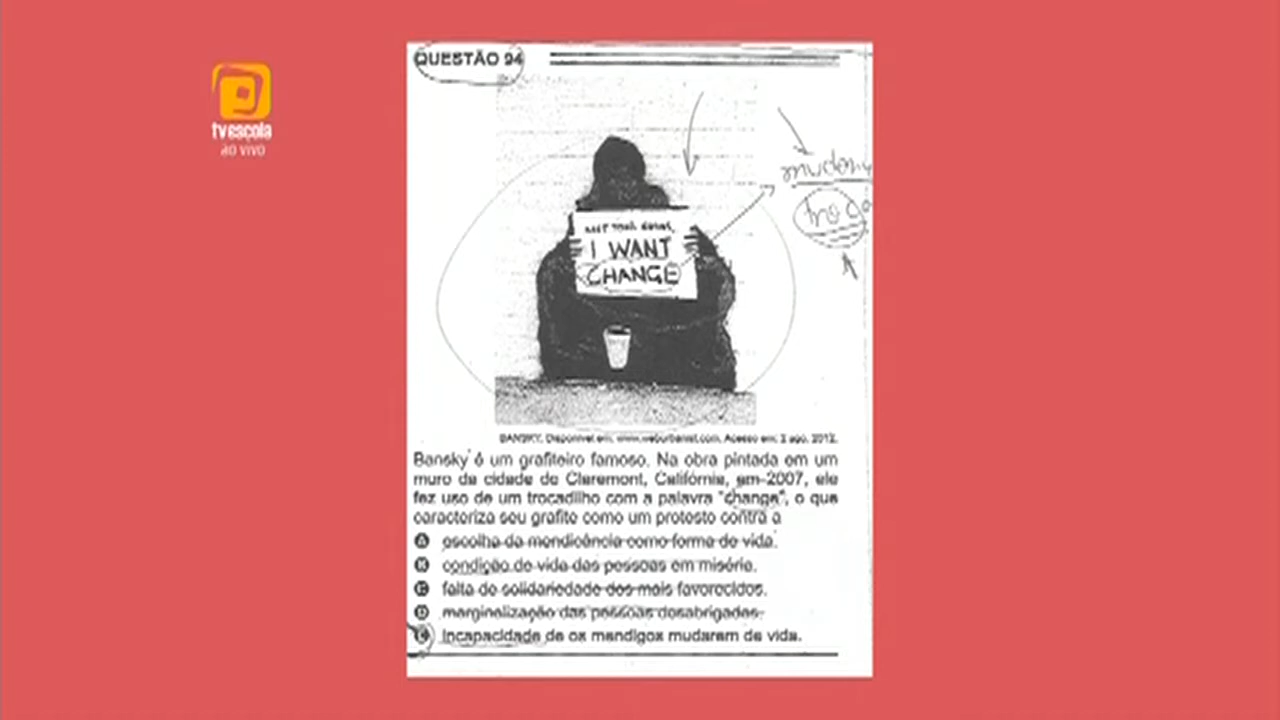 tvescola
ao vivo
QUESTÃO 94
mudan
troca
I WANT
CHANGE
BANSKY. Disponível em: www.weburbanist.com. Acesso em: 2 ago. 2012.
Bansky é um grafiteiro famoso. Na obra pintada em um
muro da cidade de Claremont, Califórnia, em 2007, ele
fez uso de um trocadilho com a palavra "change", o que
caracteriza seu grafite como um protesto contra a
A escolha da mendicância como forma de vida.
B condição de vida das pessoas em miséria.
C falta de solidariedade dos mais favorecidos.
D marginalização das pessoas desabrigadas.
E incapacidade de os mendigos mudarem de vida.